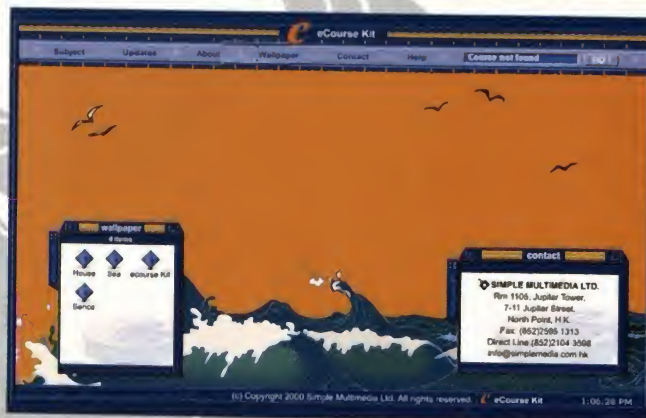 eCourse Kit
Subject Updates About Wallpaper Contact Help Course not found GO
wallpaper
4 items
House Sea ecourse Kit
Sence
contact
SIMPLE MULTIMEDIA LTD.
Rm 1106, Jupiter Tower,
7-11 Jupiter Street,
North Point, H.K.
Fax: (852)2565 1313
Direct Line:(852)2104 3598
info@simplemedia.com.hk
(c) Copyright 2000 Simple Multimedia Ltd. All rights reserved. eCourse Kit 1:06:28 PM